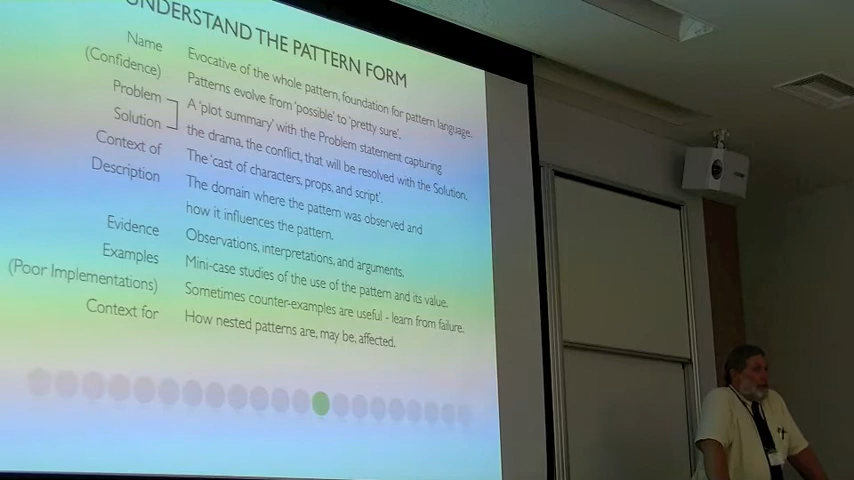 UNDERSTAND THE PATTERN FORM
Name Evocative of the whole pattern, foundation for pattern language.
(Confidence) Patterns evolve from 'possible' to 'pretty sure'.
Problem A 'plot summary' with the Problem statement capturing
Solution the drama, the conflict, that will be resolved with the Solution.
Context of The 'cast of characters, props, and script'.
Description The domain where the pattern was observed and
how it influences the pattern.
Evidence Observations, interpretations, and arguments.
Examples Mini-case studies of the use of the pattern and its value.
(Poor Implementations) Sometimes counter-examples are useful - learn from failure.
Context for How nested patterns are, may be, affected.